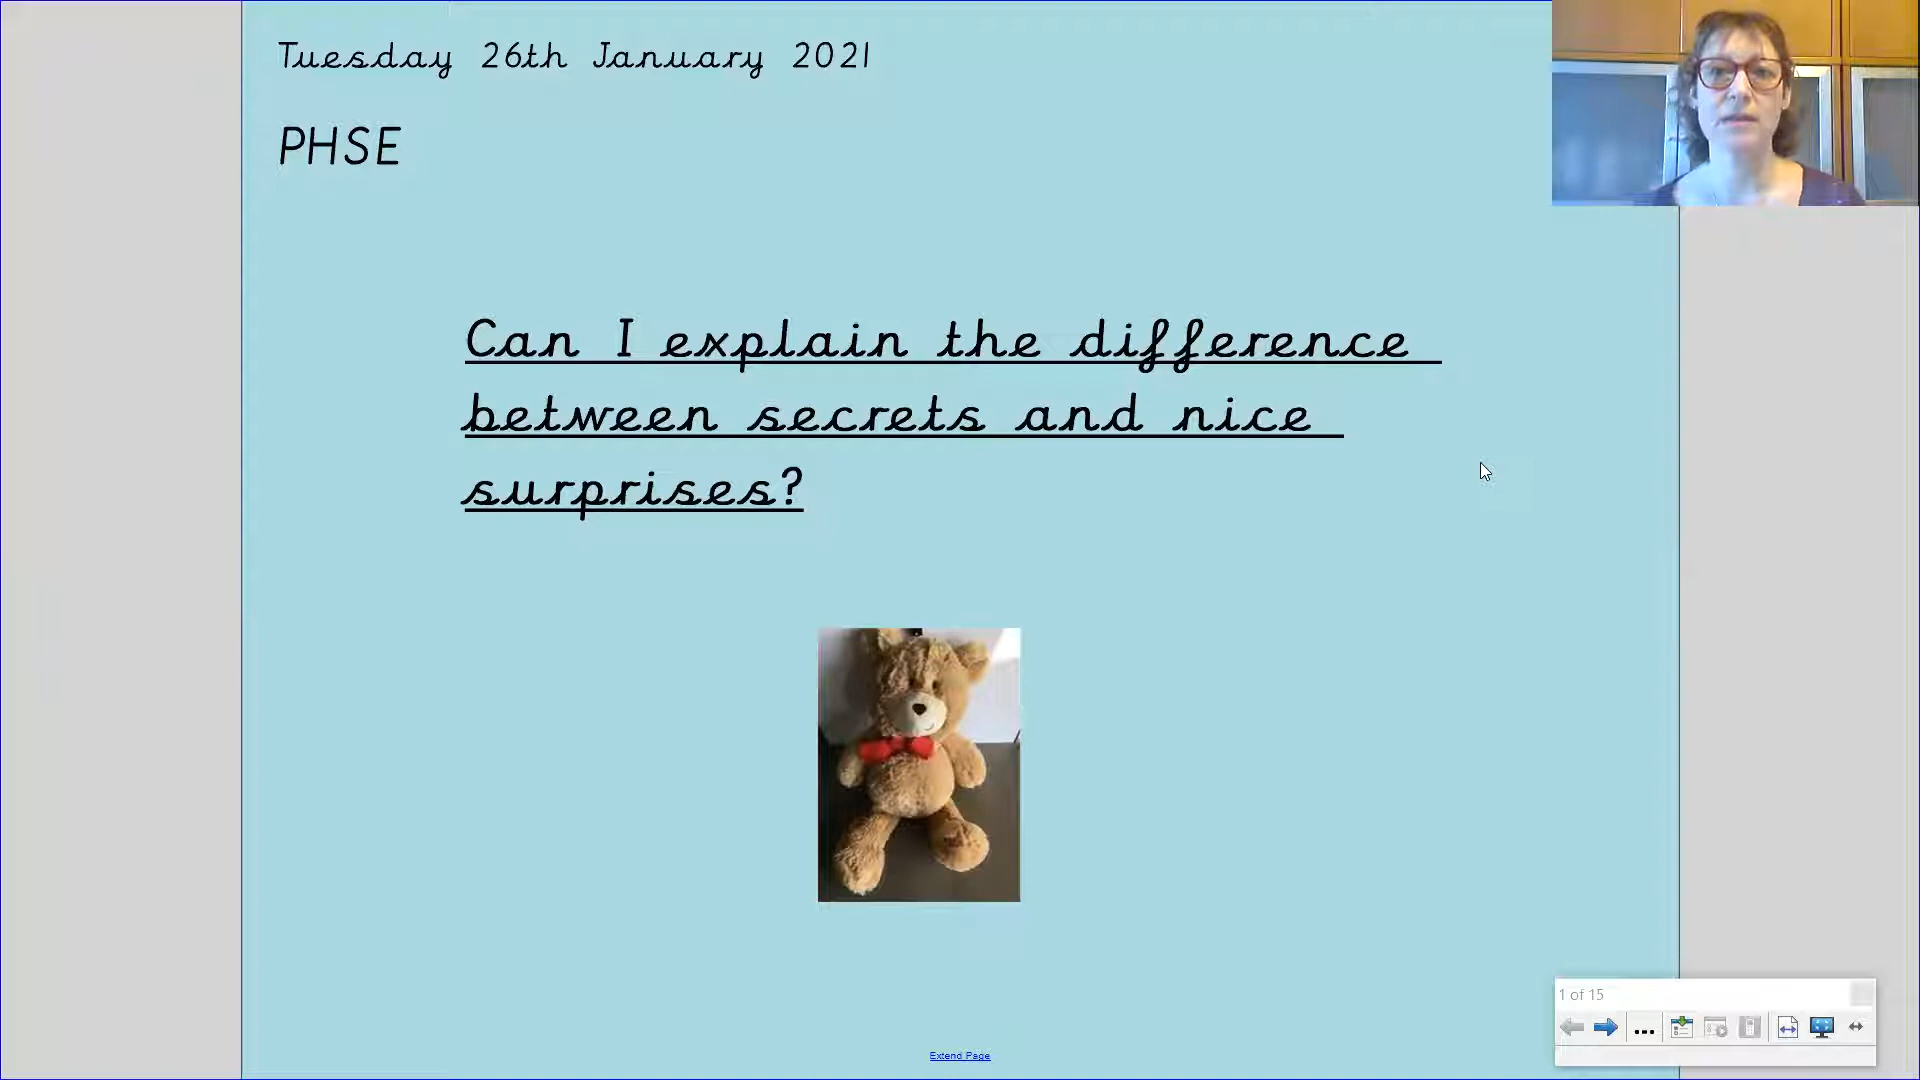 Tuesday 26th January 2021
PHSE
Can I explain the difference
between secrets and nice
surprises?
1 of 15
Extend Page